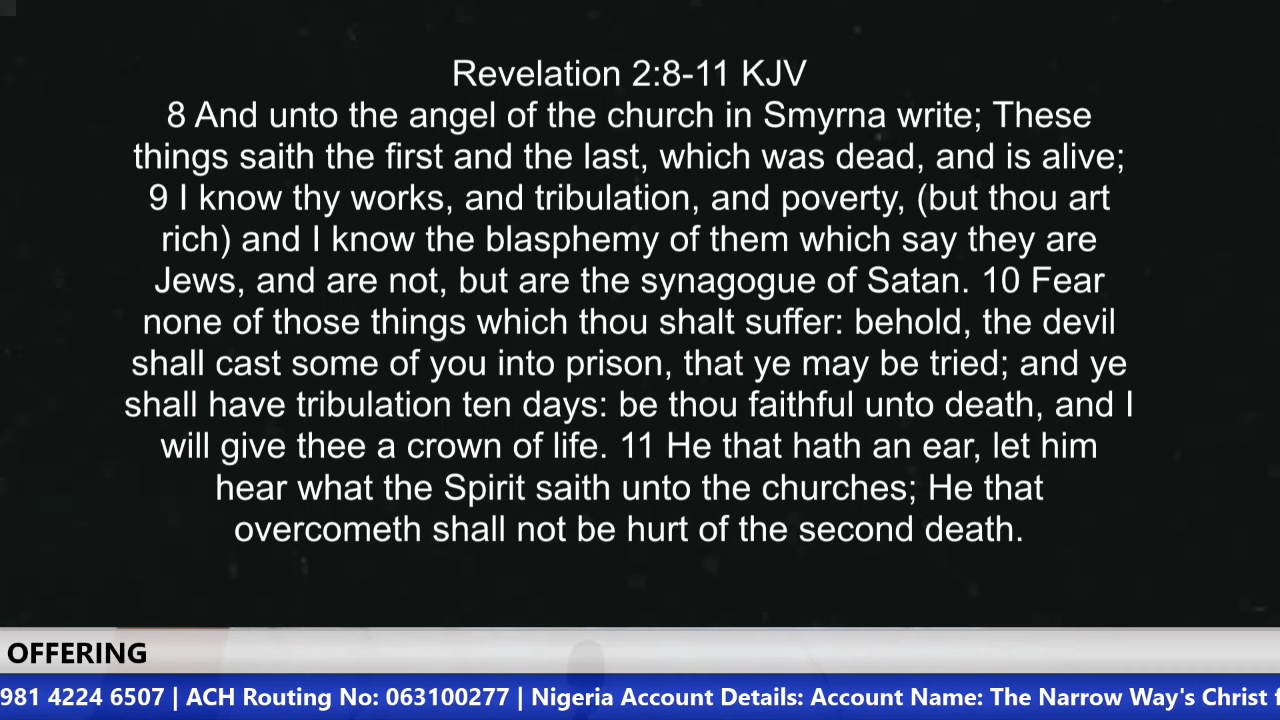 Revelation 2:8-11 KJV
8 And unto the angel of the church in Smyrna write; These
things saith the first and the last, which was dead, and is alive;
9 I know thy works, and tribulation, and poverty, (but thou art
rich) and I know the blasphemy of them which say they are
Jews, and are not, but are the synagogue of Satan. 10 Fear
none of those things which thou shalt suffer: behold, the devil
shall cast some of you into prison, that ye may be tried; and ye
shall have tribulation ten days: be thou faithful unto death, and I
will give thee a crown of life. 11 He that hath an ear, let him
hear what the Spirit saith unto the churches; He that
overcometh shall not be hurt of the second death.
OFFERING
981 4224 6507 | ACH Routing No: 063100277 | Nigeria Account Details: Account Name: The Narrow Way's Christ